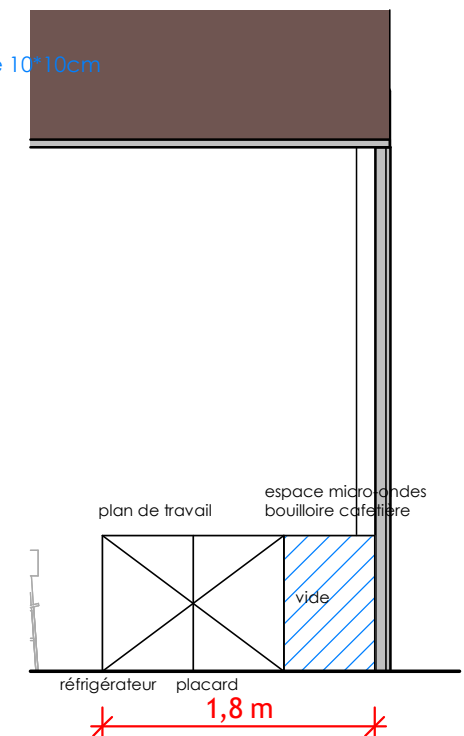 10*10cm
espace micro-ondes
bouilloire cafetière
plan de travail
vide
réfrigérateur placard
1,8 m